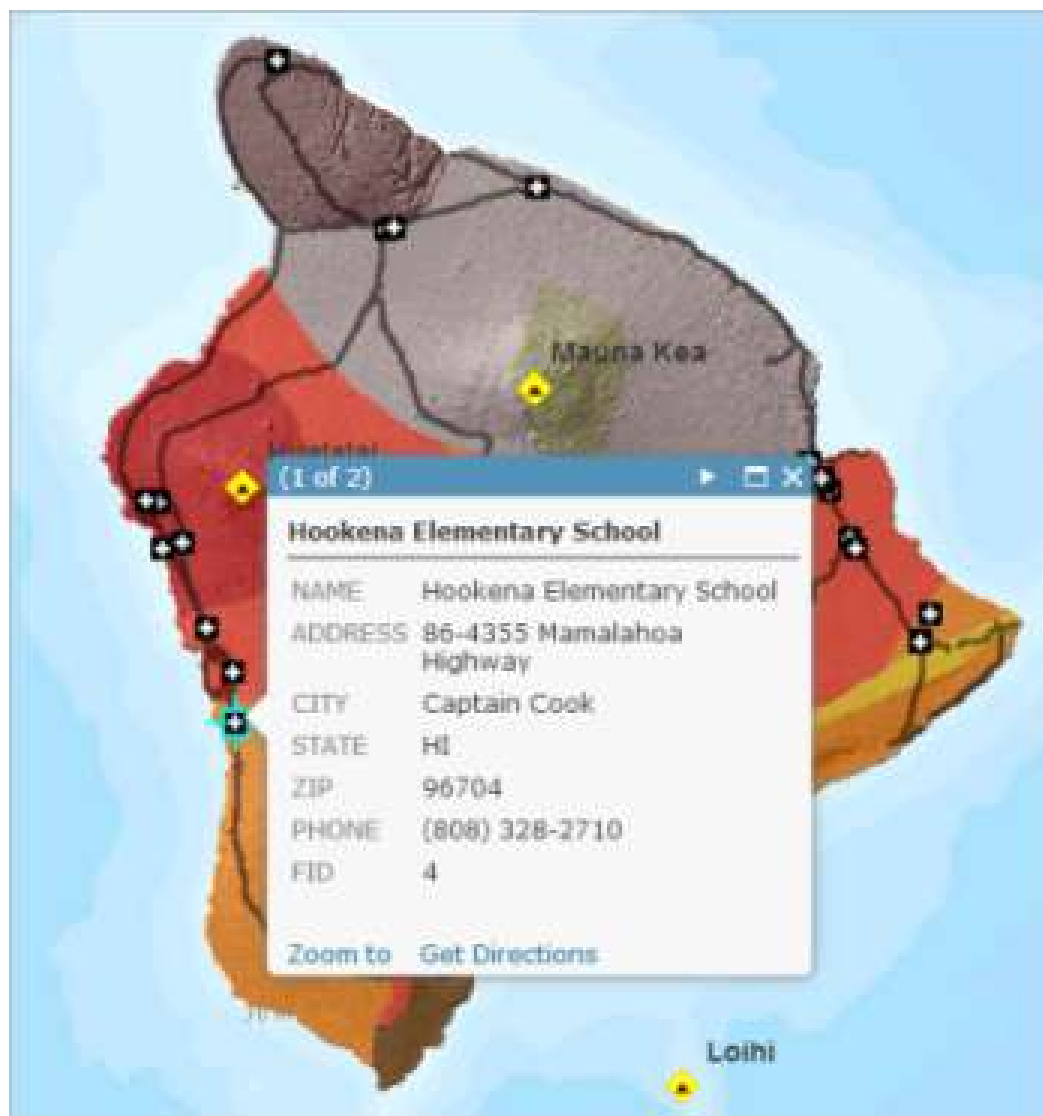 Mauna Kea
(1 of 2)
Hookena Elementary School
NAME Hookena Elementary School
ADDRESS 86-4355 Mamalahoa
Highway
CITY Captain Cook
STATE HI
ZIP 96704
PHONE (808) 328-2710
FID 4
Zoom to Get Directions
Loihi